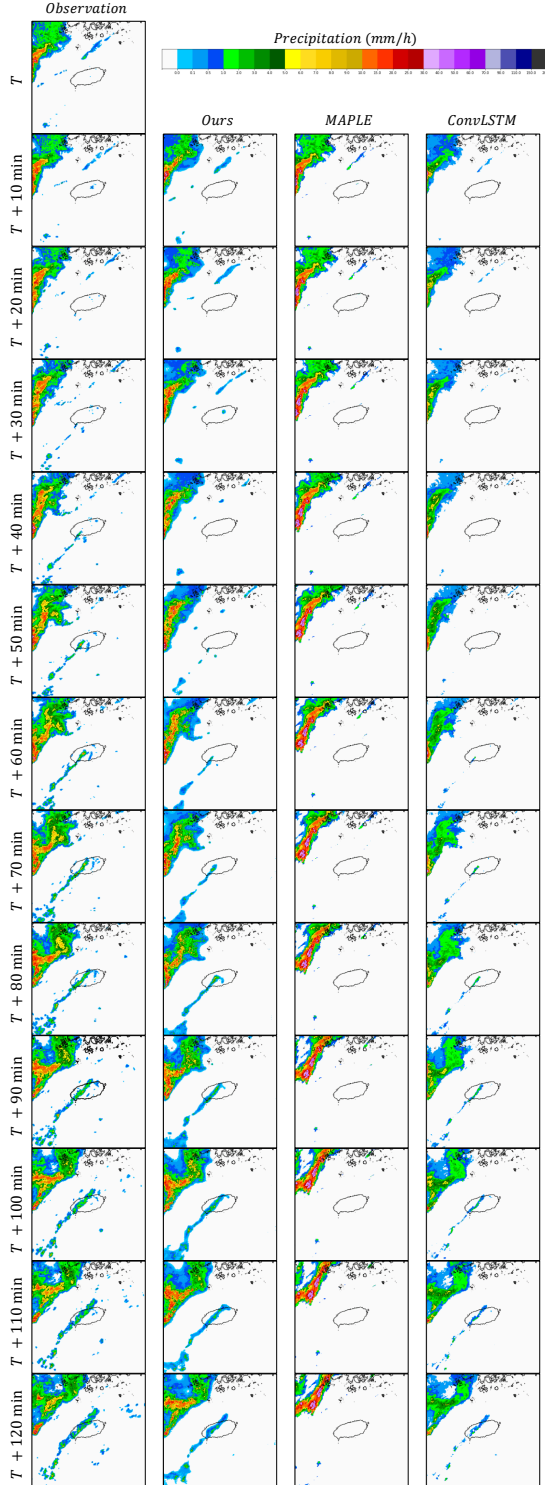 Observation
Precipitation (mm/h)
T
Ours
MAPLE
ConvLSTM
T + 10 min
T + 20 min
T + 30 min
T + 40 min
T + 50 min
T + 60 min
T + 70 min
T + 80 min
T + 90 min
T + 100 min
T + 110 min
T + 120 min